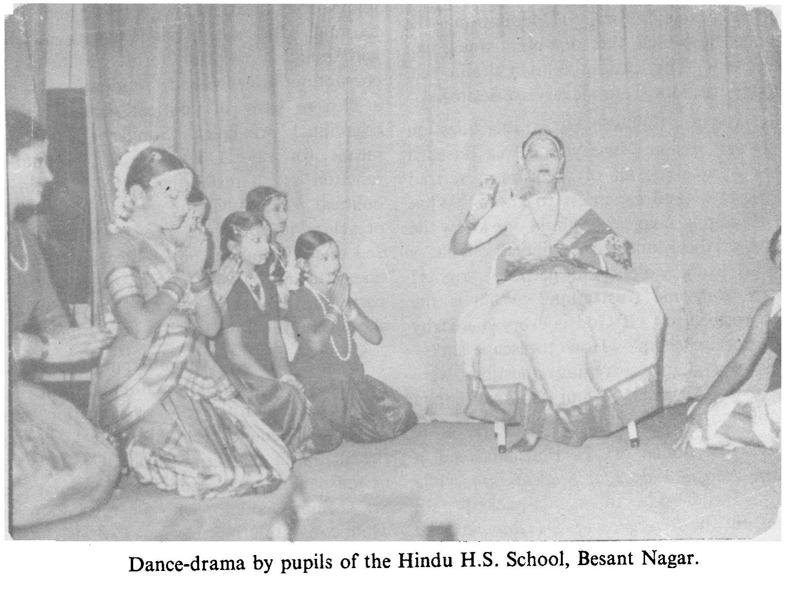 Dance-drama by pupils of the Hindu H.S. School, Besant Nagar.